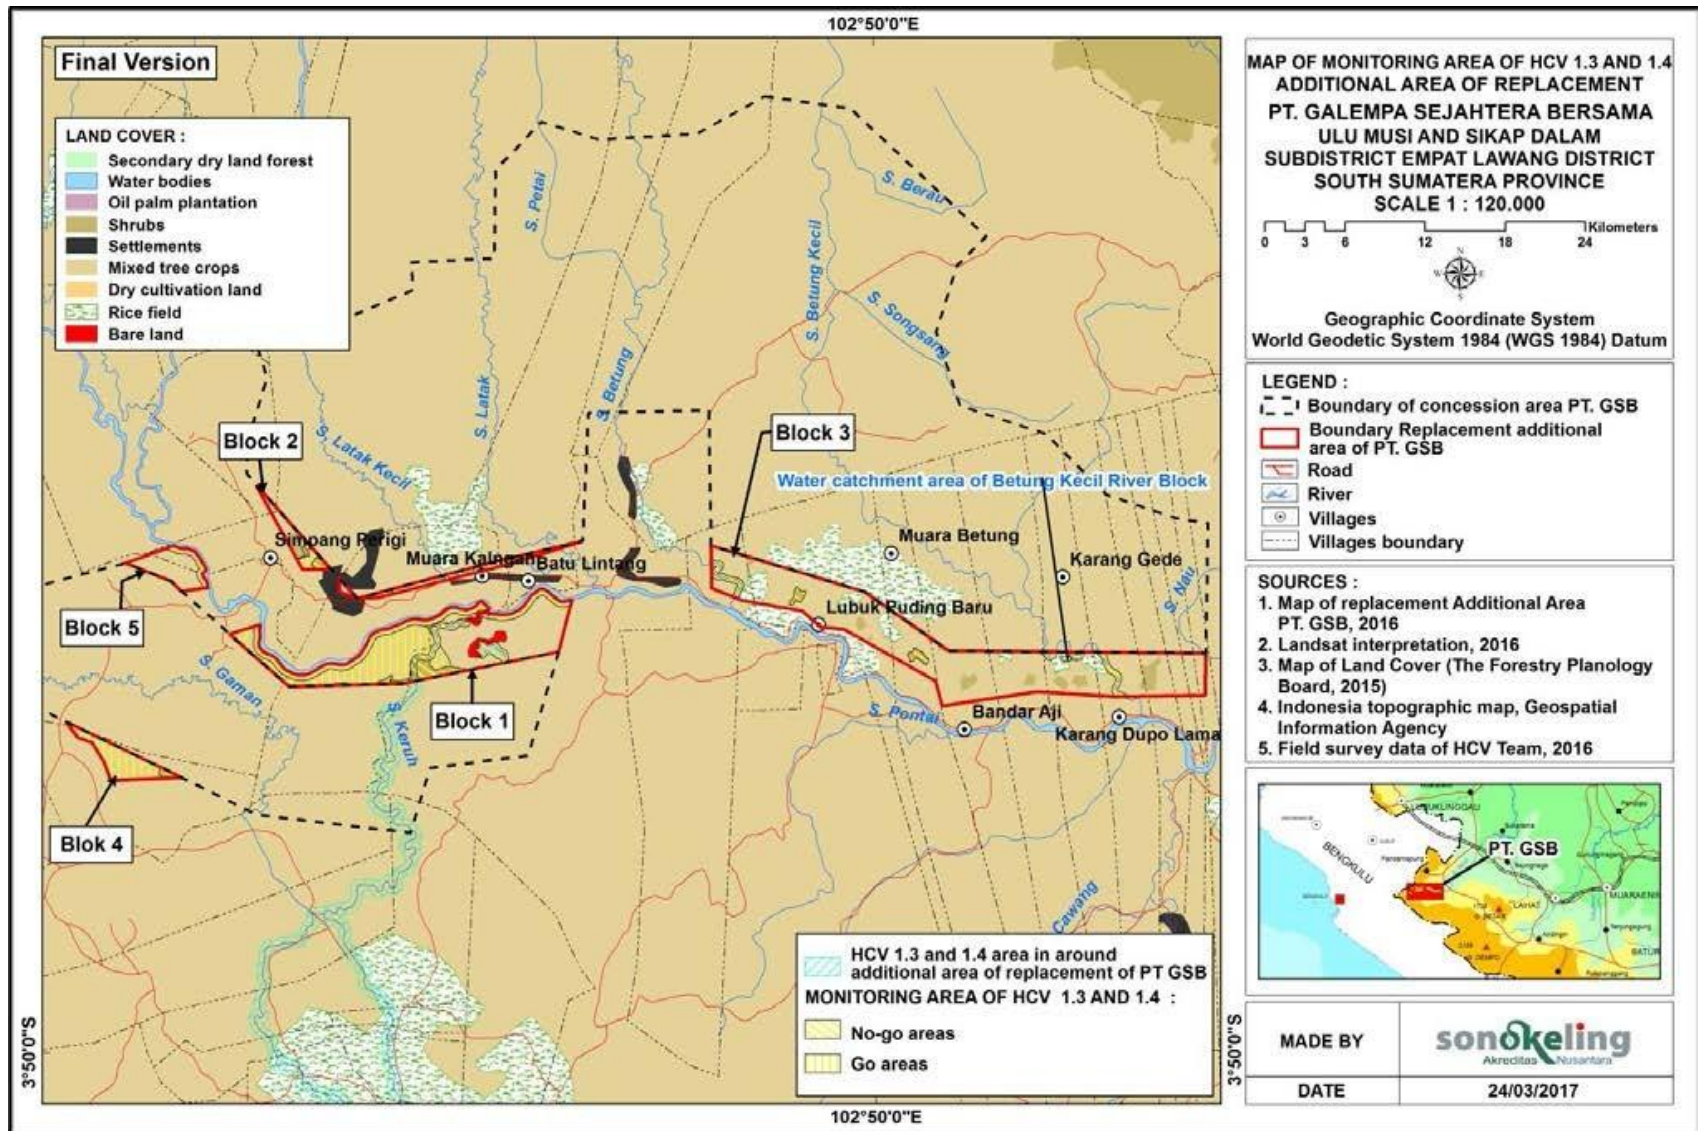 102°50'0"E
Final Version
LAND COVER :
Secondary dry land forest
Water bodies
Oil palm plantation
Shrubs
Settlements
Mixed tree crops
Dry cultivation land
Rice field
Bare land
S. Petai
S. Berau
S. Betung Kecil
S. Songsang
S. Latak
S. Betung
S. Latak Kecil
Block 2
Block 3
Water catchment area of Betung Kecil River Block
Simpang Perigi
Muara Kalngan
Batu Lintang
Muara Betung
Karang Gede
S. Nau
Lubuk Puding Baru
Block 5
S. Gaman
Block 1
S. Keruh
S. Pontai
Bandar Aji
Karang Dupo Lama
Blok 4
Cawang
HCV 1.3 and 1.4 area in around
additional area of replacement of PT GSB
MONITORING AREA OF HCV 1.3 AND 1.4 :
No-go areas
Go areas
3°50'0"S
3°50'0"S
102°50'0"E
MAP OF MONITORING AREA OF HCV 1.3 AND 1.4
ADDITIONAL AREA OF REPLACEMENT
PT. GALEMPA SEJAHTERA BERSAMA
ULU MUSI AND SIKAP DALAM
SUBDISTRICT EMPAT LAWANG DISTRICT
SOUTH SUMATERA PROVINCE
SCALE 1 : 120.000
Kilometers
0 3 6 12 18 24
N
W E
S
Geographic Coordinate System
World Geodetic System 1984 (WGS 1984) Datum
LEGEND :
Boundary of concession area PT. GSB
Boundary Replacement additional
area of PT. GSB
Road
River
Villages
Villages boundary
SOURCES :
1. Map of replacement Additional Area
PT. GSB, 2016
2. Landsat interpretation, 2016
3. Map of Land Cover (The Forestry Planology
Board, 2015)
4. Indonesia topographic map, Geospatial
Information Agency
5. Field survey data of HCV Team, 2016
BENGKULU
PT. GSB
LAHAT
MUARAENIM
MADE BY
sonokeling
Akreditas Nusantara
DATE
24/03/2017